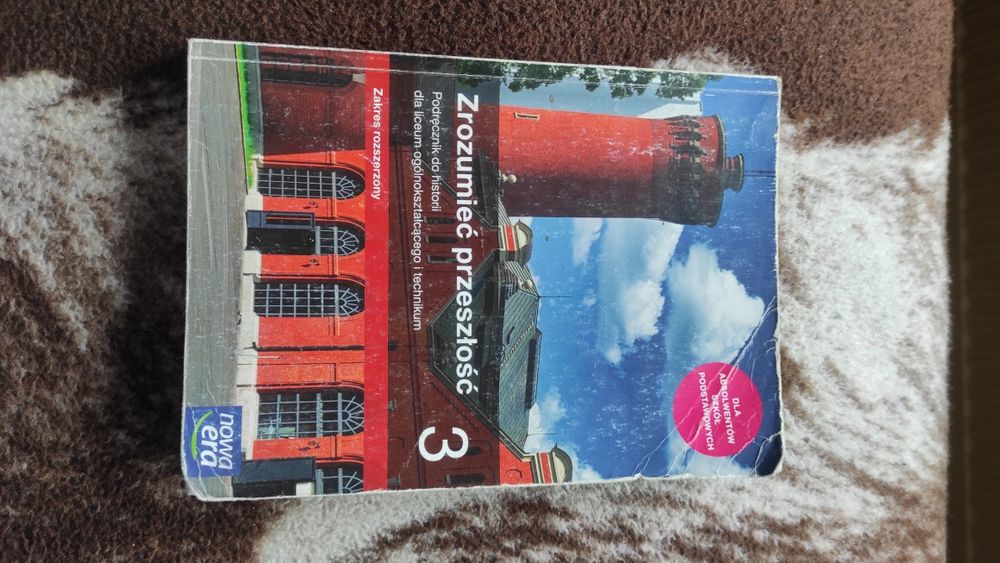 DLA
ABSOLWENTÓW
SZKÓŁ
PODSTAWOWYCH
Zrozumieć przeszłość 3
Podręcznik do historii
dla liceum ogólnokształcącego i technikum
Zakres rozszerzony
nowa
era